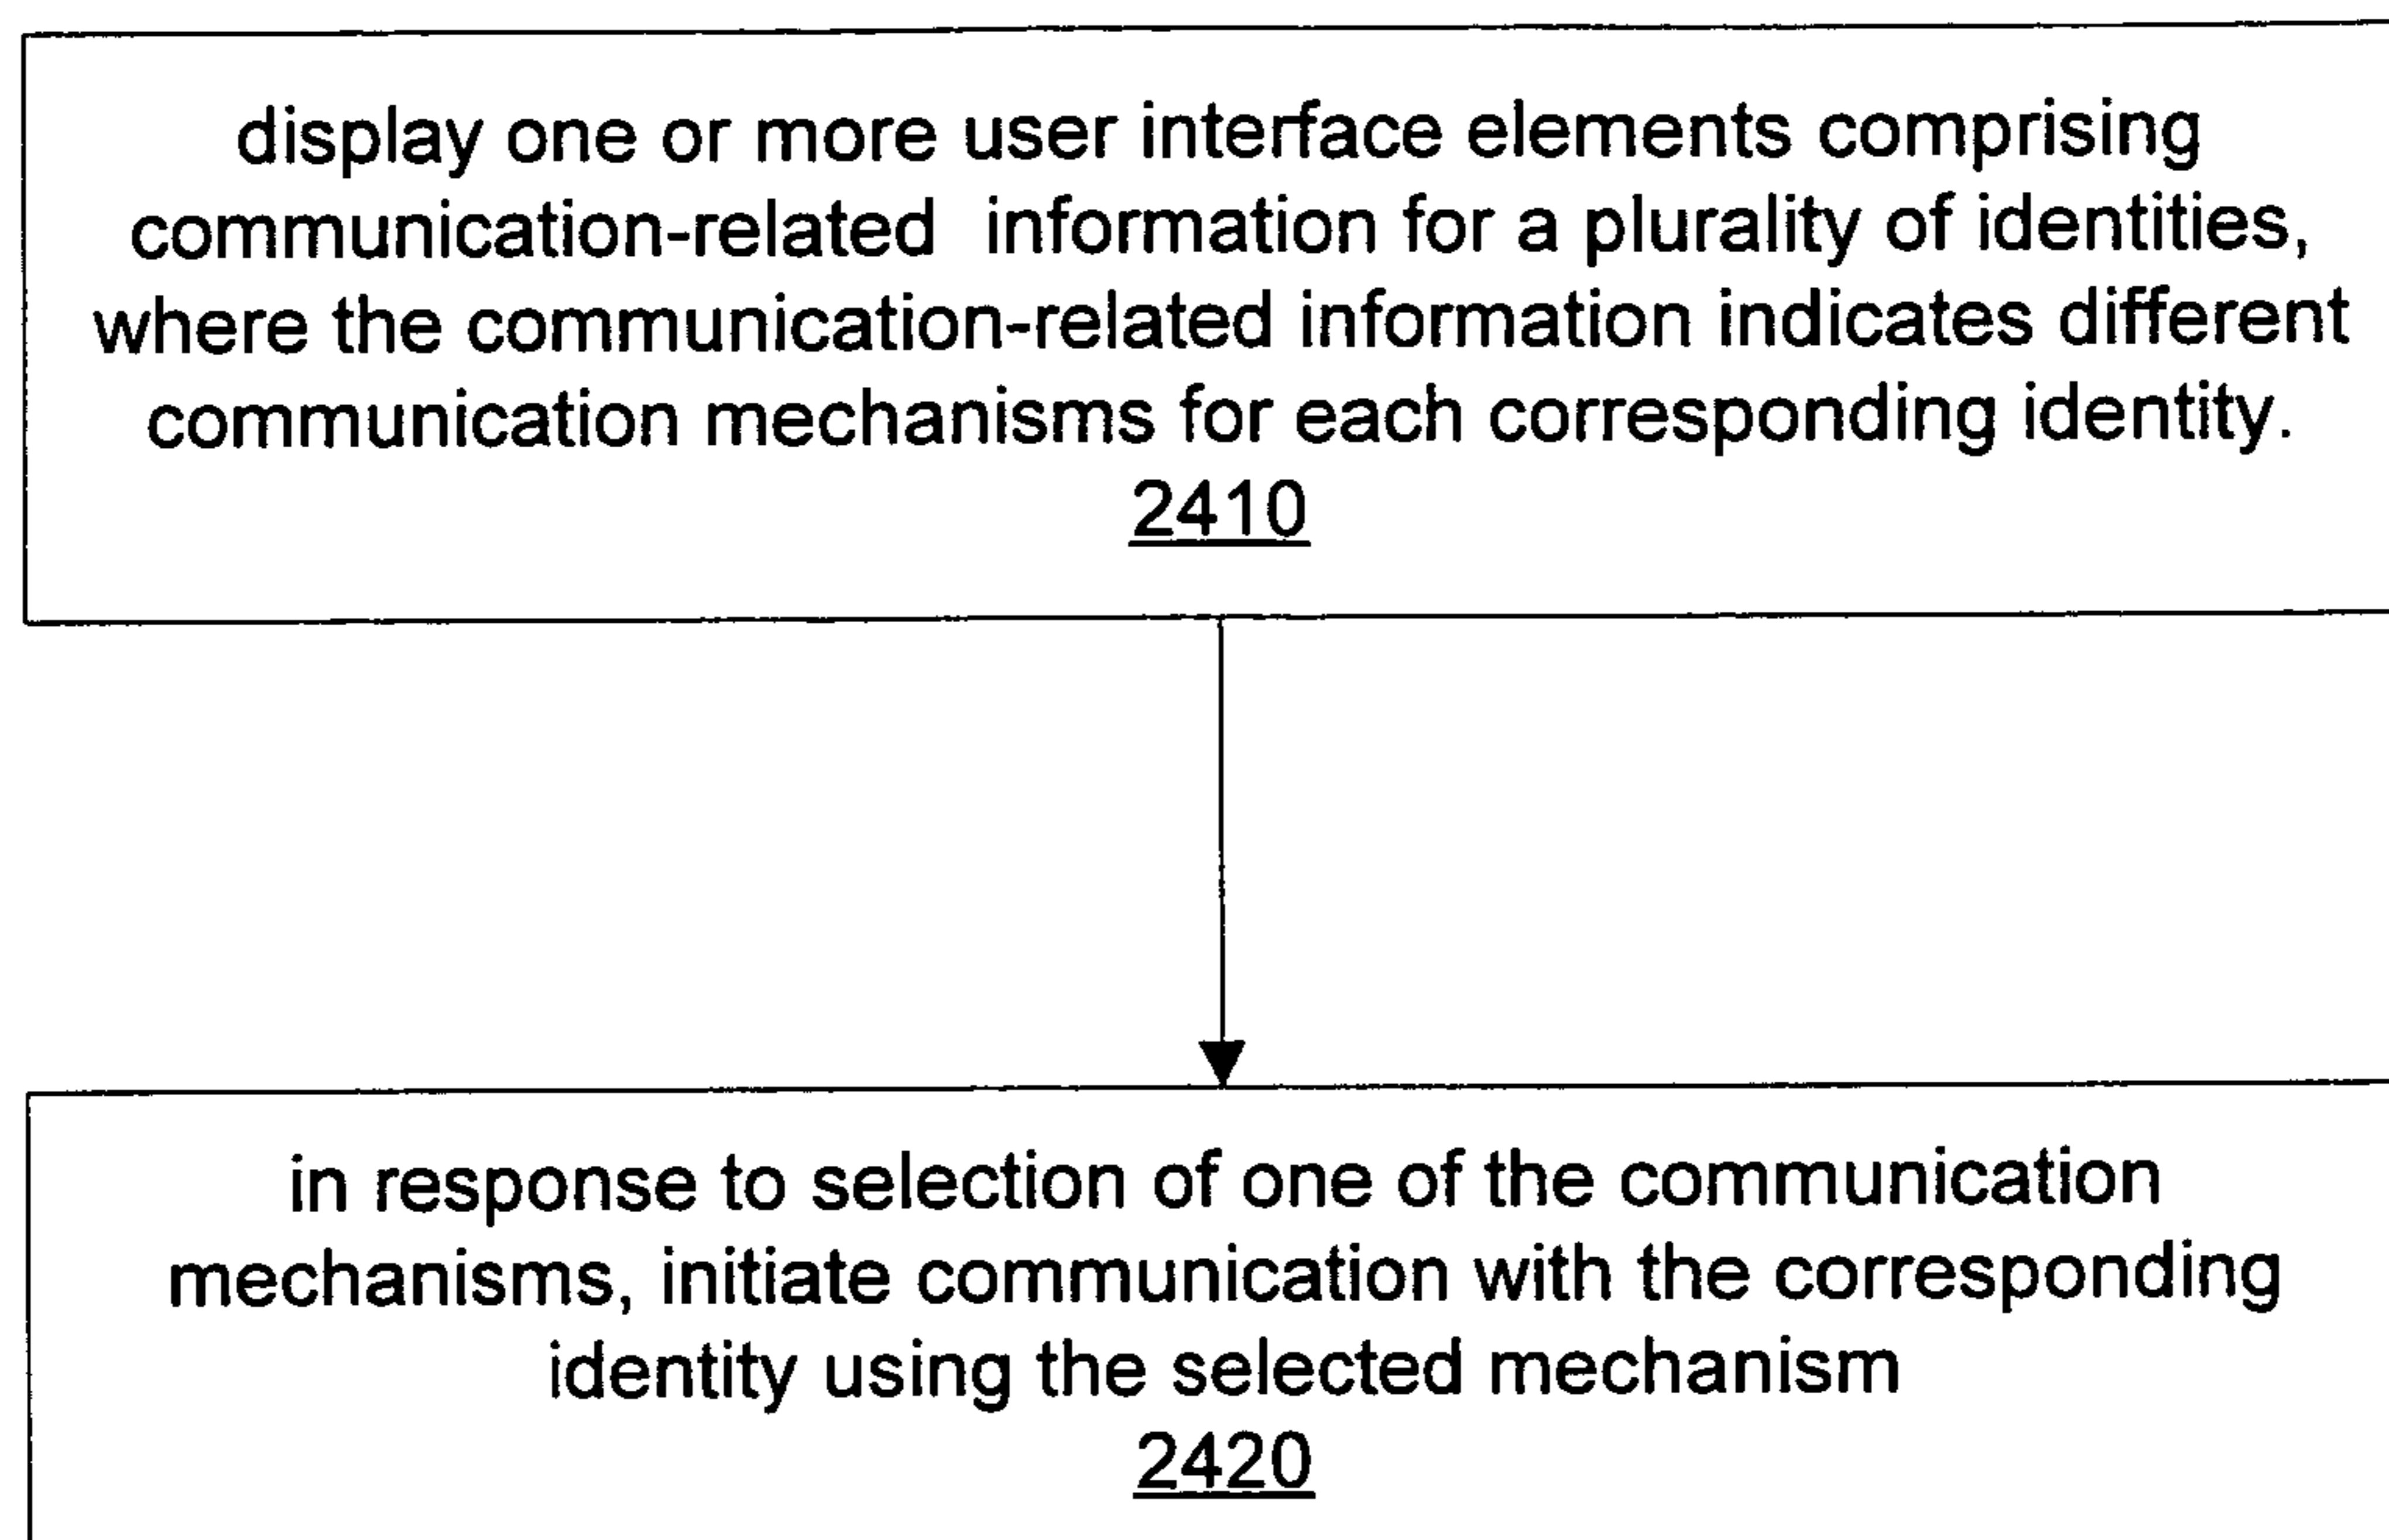 display one or more user interface elements comprising
communication-related information for a plurality of identities,
where the communication-related information indicates different
communication mechanisms for each corresponding identity.
2410
in response to selection of one of the communication
mechanisms, initiate communication with the corresponding
identity using the selected mechanism
2420